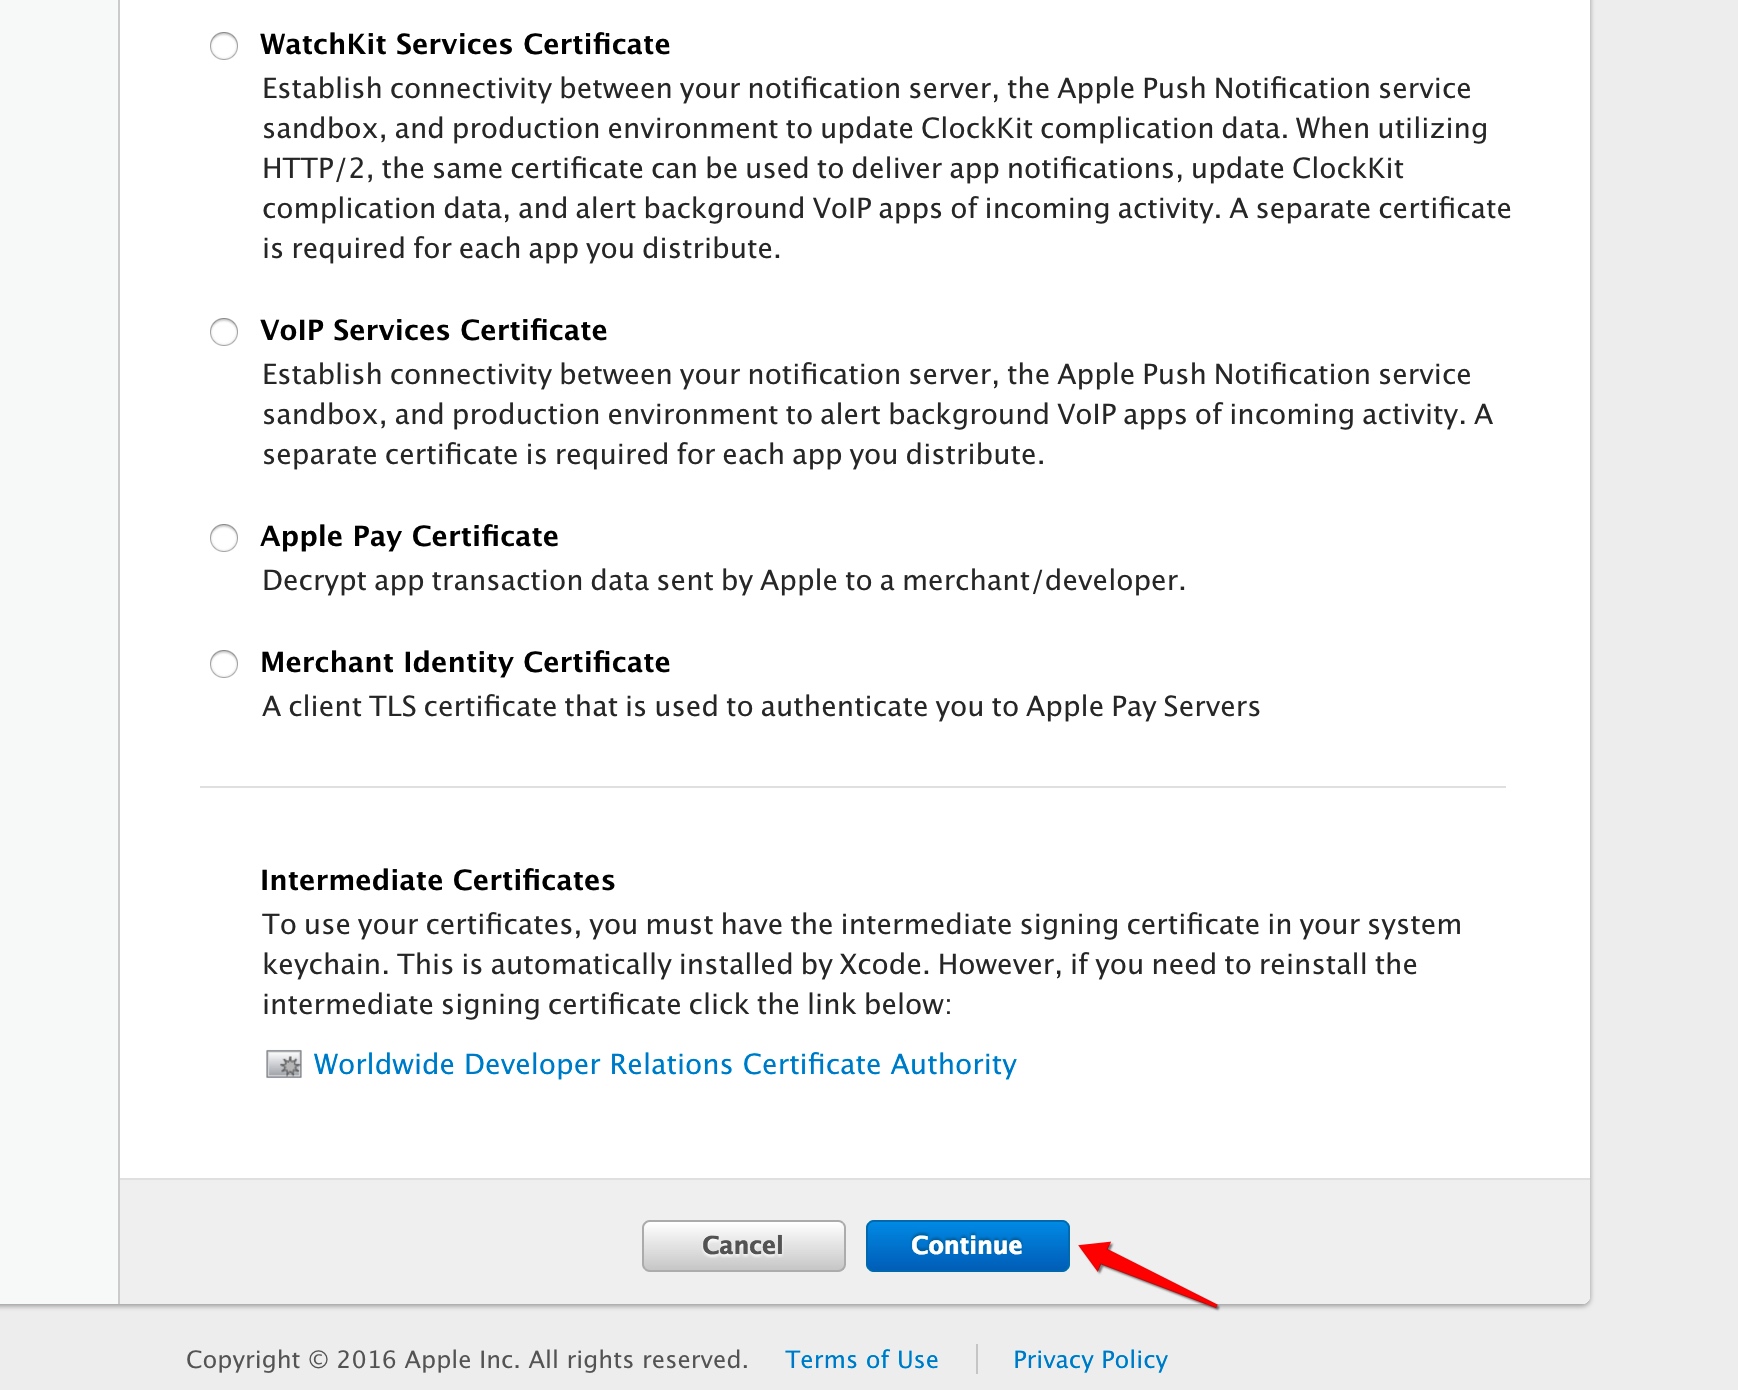 WatchKit Services Certificate
Establish connectivity between your notification server, the Apple Push Notification service
sandbox, and production environment to update ClockKit complication data. When utilizing
HTTP/2, the same certificate can be used to deliver app notifications, update ClockKit
complication data, and alert background VoIP apps of incoming activity. A separate certificate
is required for each app you distribute.
VoIP Services Certificate
Establish connectivity between your notification server, the Apple Push Notification service
sandbox, and production environment to alert background VoIP apps of incoming activity. A
separate certificate is required for each app you distribute.
Apple Pay Certificate
Decrypt app transaction data sent by Apple to a merchant/developer.
Merchant Identity Certificate
A client TLS certificate that is used to authenticate you to Apple Pay Servers
Intermediate Certificates
To use your certificates, you must have the intermediate signing certificate in your system
keychain. This is automatically installed by Xcode. However, if you need to reinstall the
intermediate signing certificate click the link below:
Worldwide Developer Relations Certificate Authority
Cancel Continue
Copyright © 2016 Apple Inc. All rights reserved. Terms of Use Privacy Policy